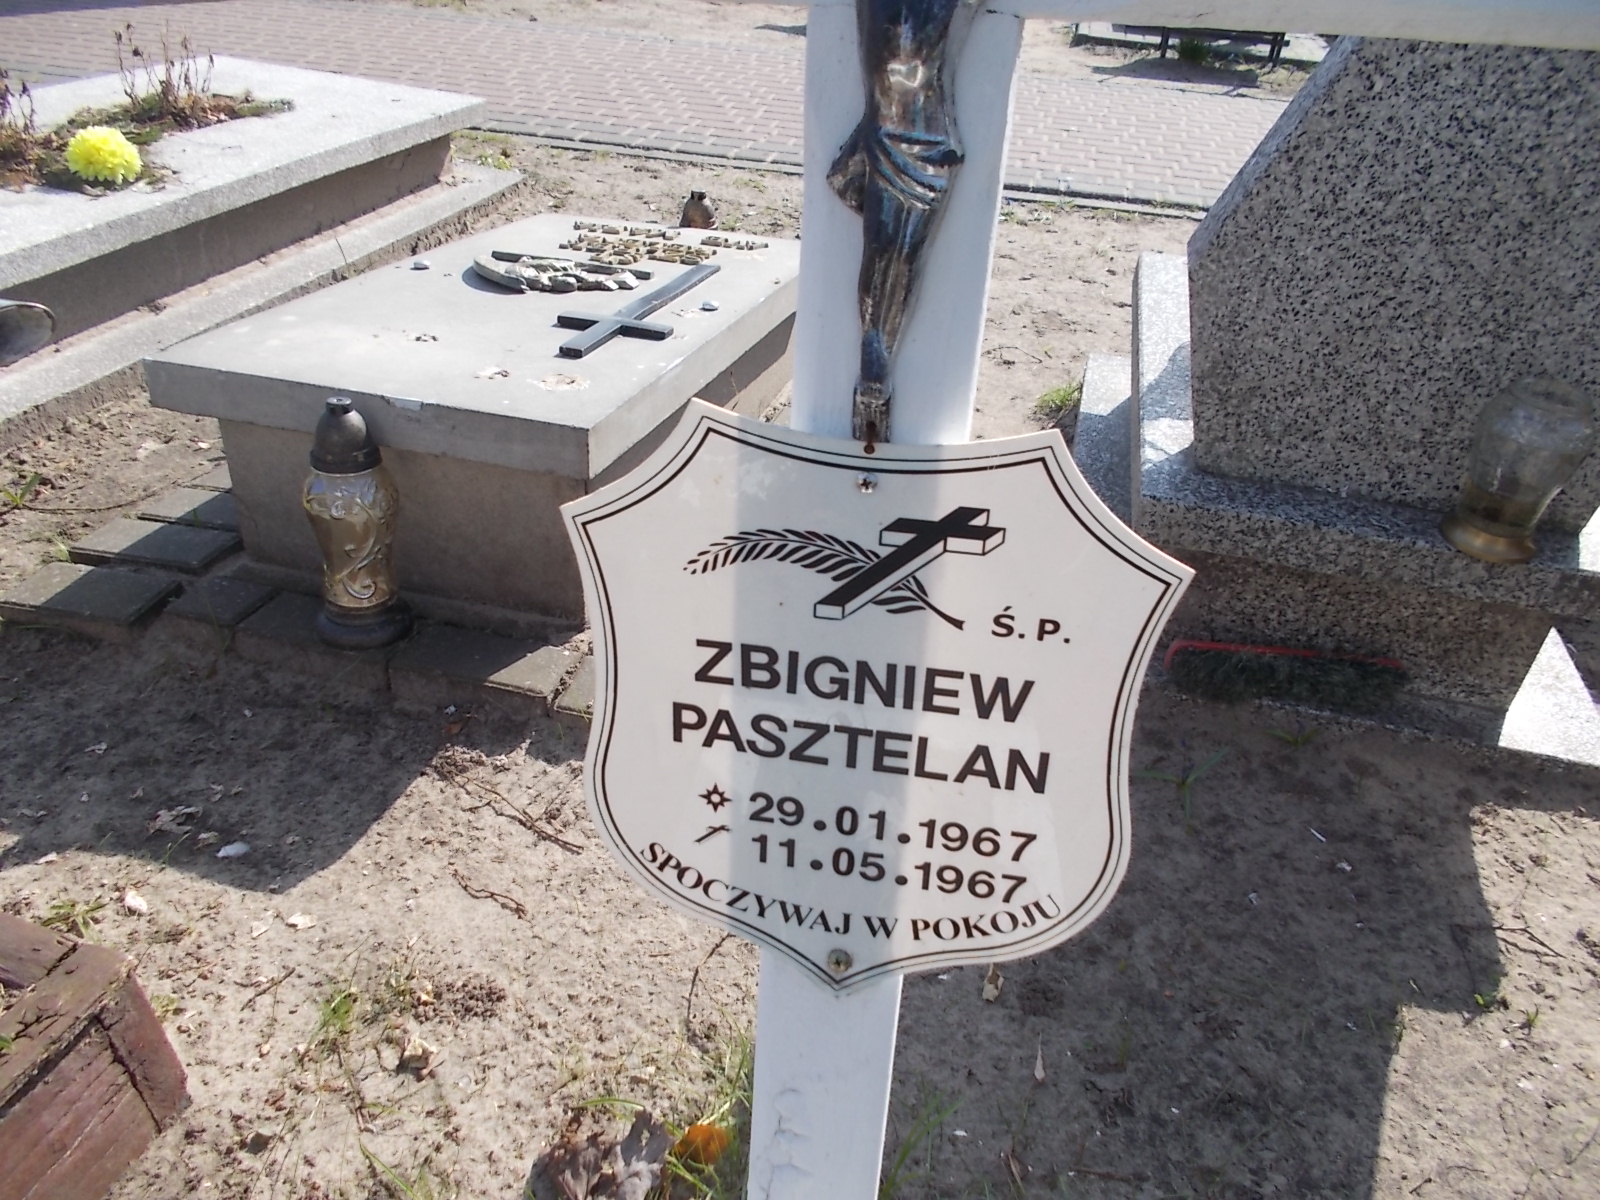 Ś. P.
ZBIGNIEW
PASZTELAN
29.01.1967
11.05.1967
SPOCZYWAJ W POKOJU